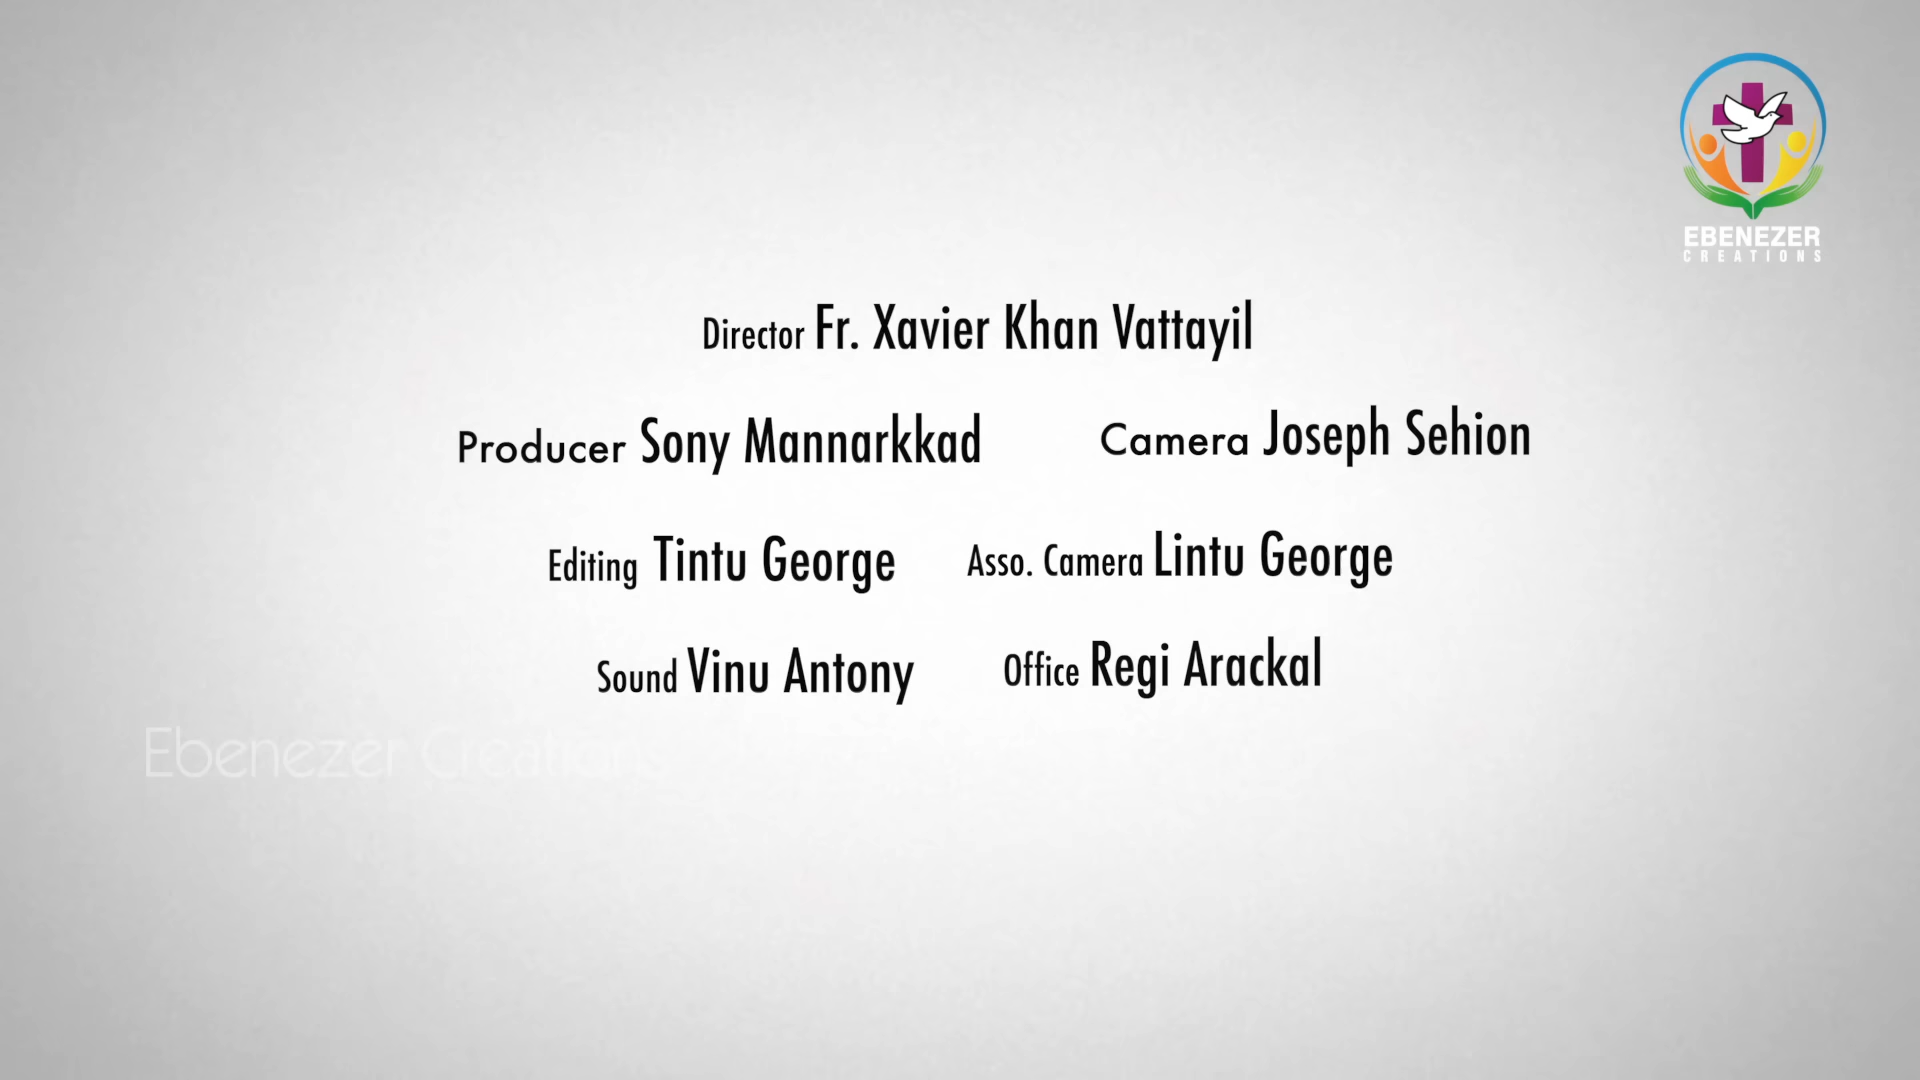 EBENEZER
CREATIONS
Director Fr. Xavier Khan Vattayil
Producer Sony Mannarkkad
Camera Joseph Sehion
Editing Tintu George
Asso. Camera Lintu George
Sound Vinu Antony
Office Regi Arackal
Ebenezer Creations